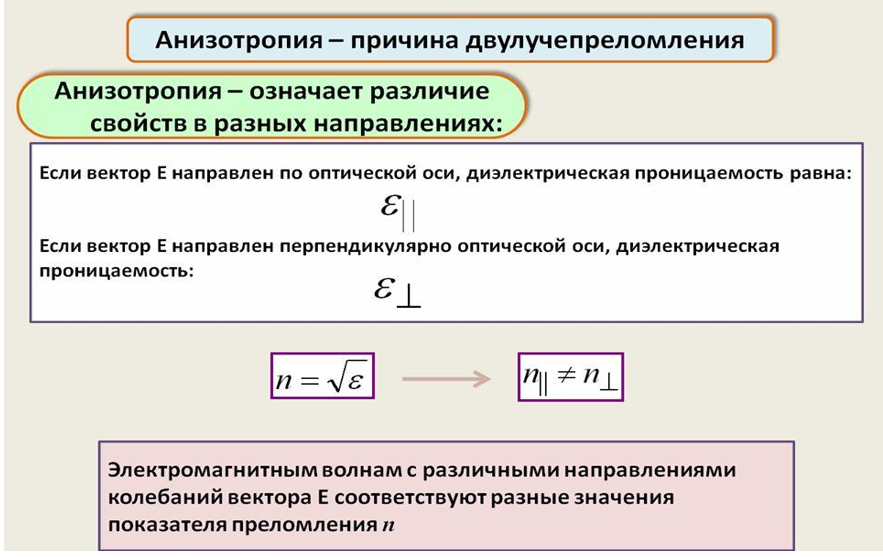 Анизотропия – причина двулучепреломления
Анизотропия – означает различие
свойств в разных направлениях:
Если вектор E направлен по оптической оси, диэлектрическая проницаемость равна:
ε||
Если вектор E направлен перпендикулярно оптической оси, диэлектрическая
проницаемость:
ε⊥
n = √ε
n|| ≠ n⊥
Электромагнитным волнам с различными направлениями
колебаний вектора E соответствуют разные значения
показателя преломления n